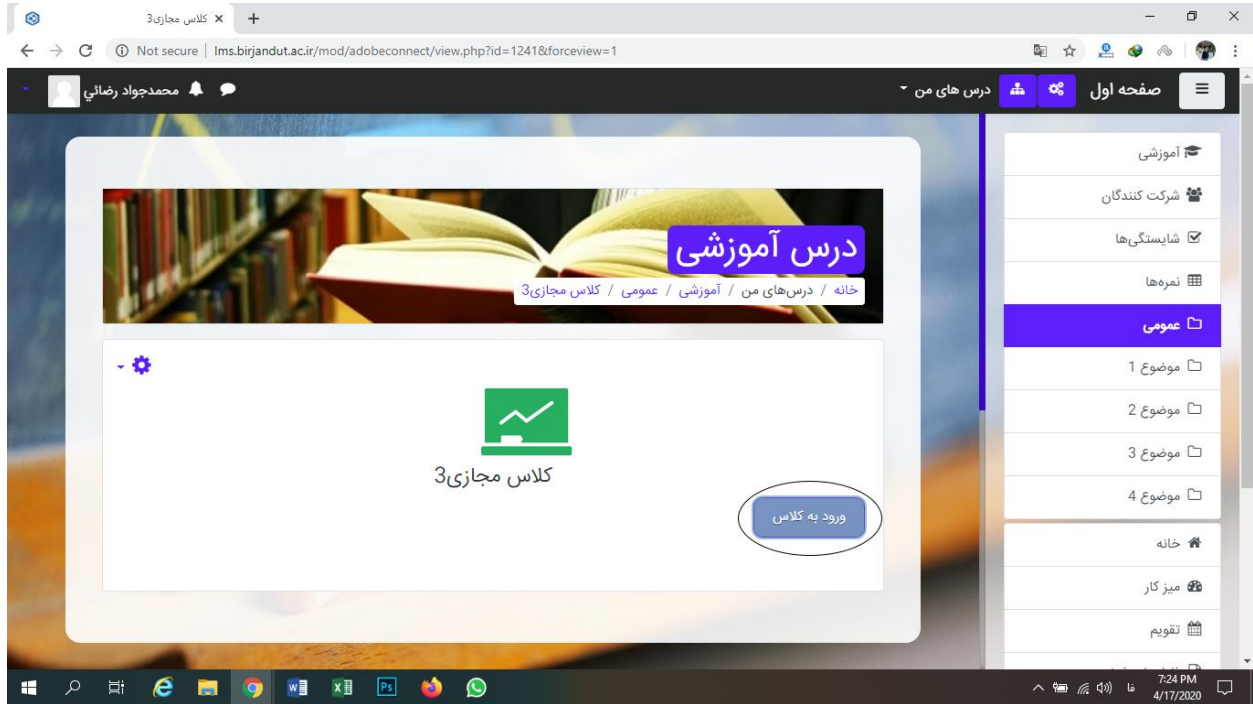 کلاس مجازی3
Not secure | lms.birjandut.ac.ir/mod/adobeconnect/view.php?id=1241&forceview=1
صفحه اول
درس های من
محمدجواد رضائي
آموزشی
شرکت کنندگان
شایستگی‌ها
نمره‌ها
عمومی
موضوع 1
موضوع 2
موضوع 3
موضوع 4
خانه
میز کار
تقویم
درس آموزشی
خانه / درس‌های من / آموزشی / عمومی / کلاس مجازی3
کلاس مجازی3
ورود به کلاس
Ps
فا
7:24 PM
4/17/2020